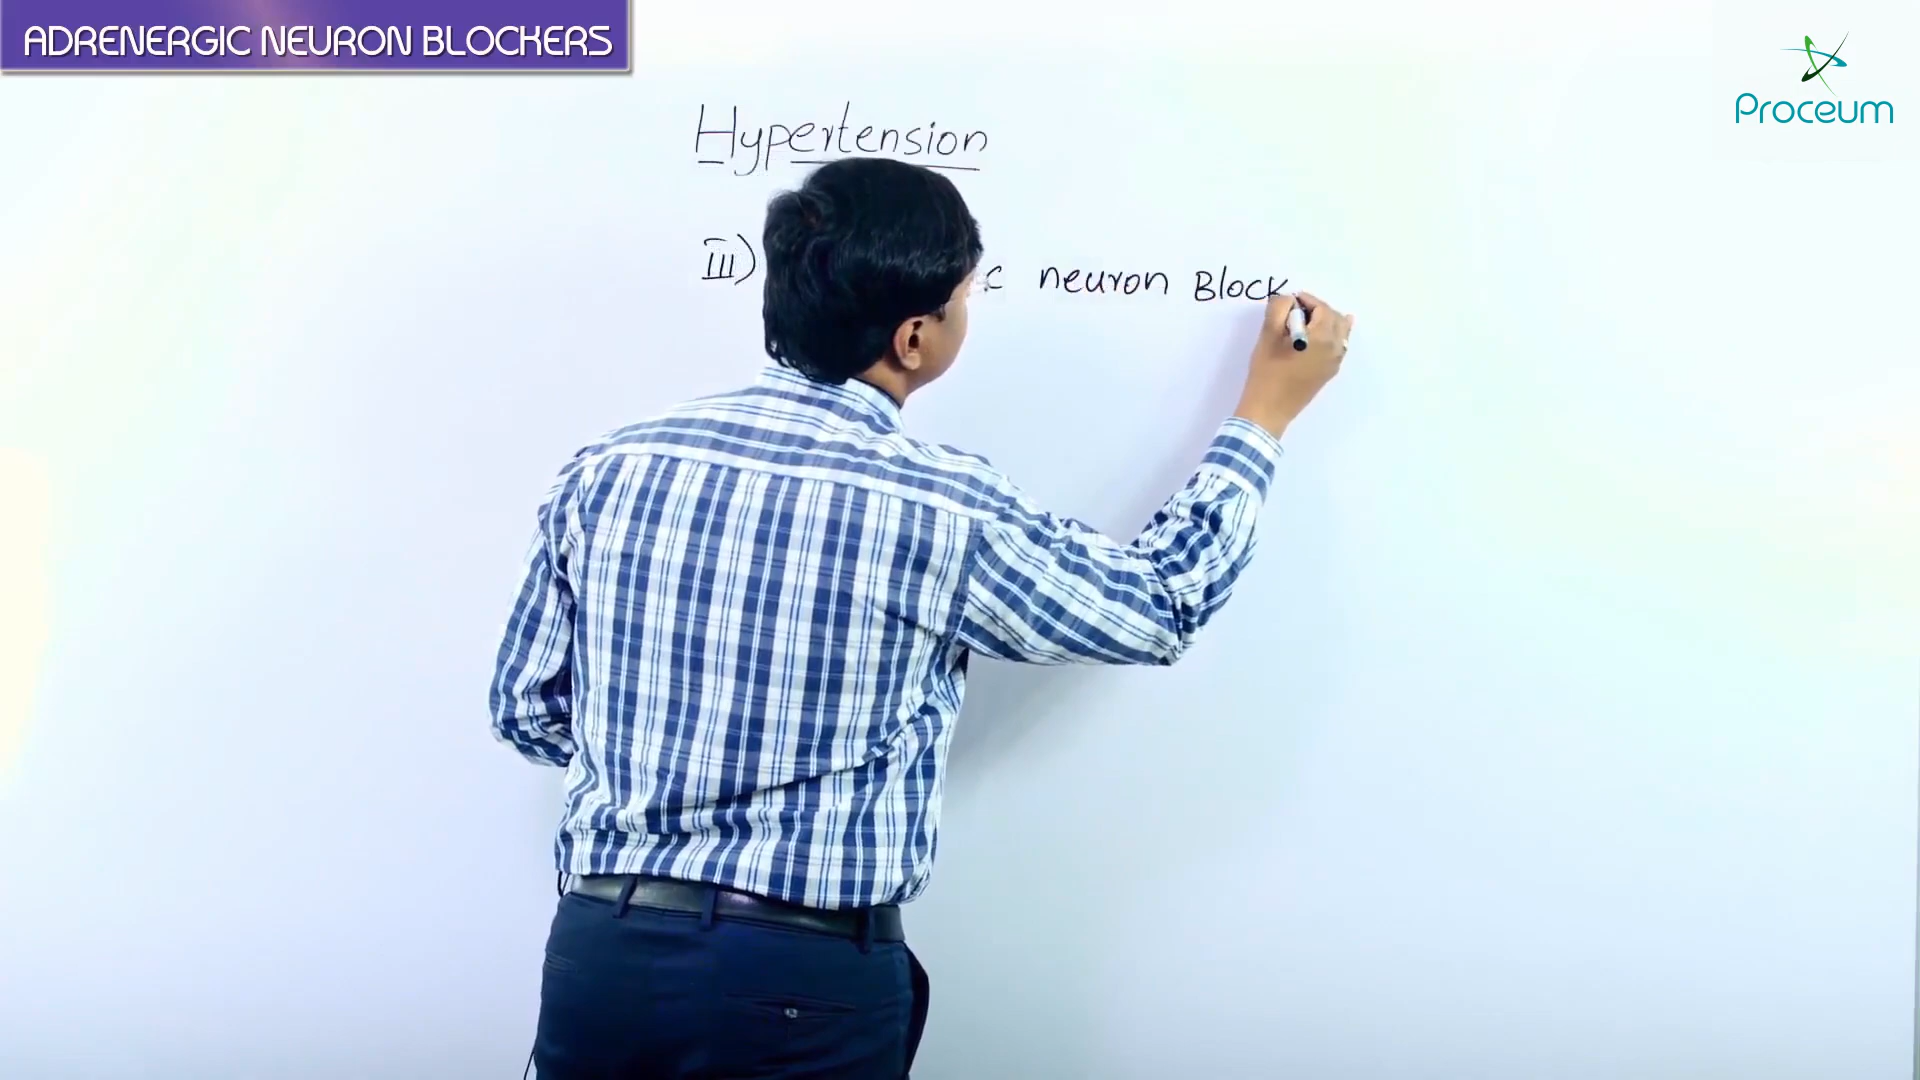 ADRENERGIC NEURON BLOCKERS
Proceum
Hypertension
III) c neuron Block